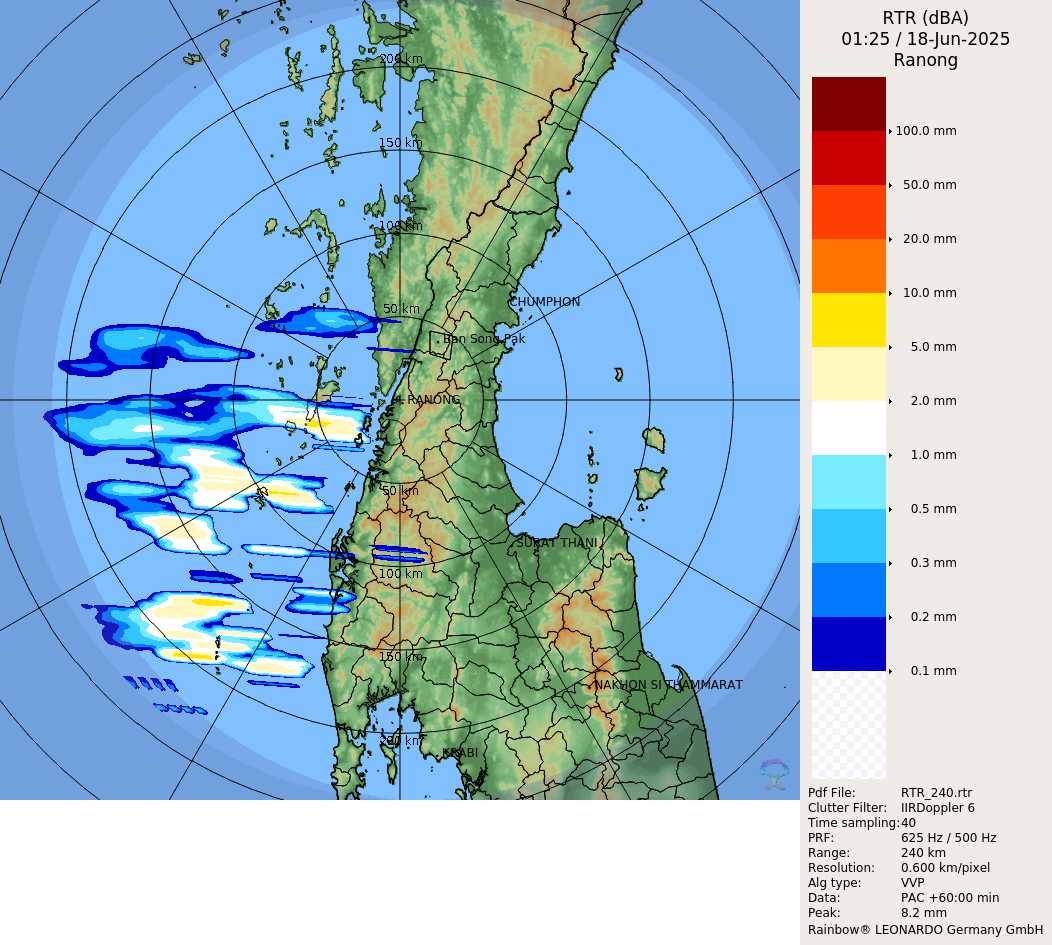 RTR (dBA)
01:25 / 18-Jun-2025
Ranong
200 km
150 km
100 km
50 km
CHUMPHON
Ban Song Pak
RANONG
50 km
SURAT THANI
100 km
150 km
NAKHON SI THAMMARAT
200 km
KRABI
100.0 mm
50.0 mm
20.0 mm
10.0 mm
5.0 mm
2.0 mm
1.0 mm
0.5 mm
0.3 mm
0.2 mm
0.1 mm
Pdf File: RTR_240.rtr
Clutter Filter: IIRDoppler 6
Time sampling:40
PRF: 625 Hz / 500 Hz
Range: 240 km
Resolution: 0.600 km/pixel
Alg type: VVP
Data: PAC +60:00 min
Peak: 8.2 mm
Rainbow® LEONARDO Germany GmbH